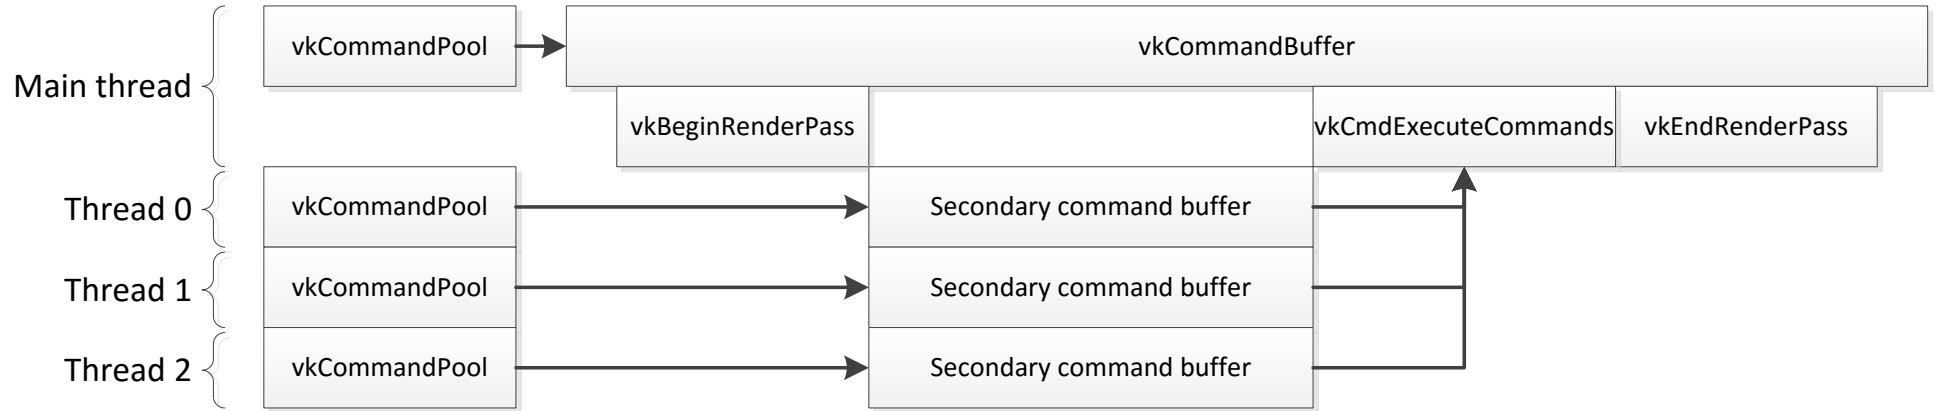 Main thread
vkCommandPool
vkCommandBuffer
vkBeginRenderPass
vkCmdExecuteCommands
vkEndRenderPass
Thread 0
vkCommandPool
Secondary command buffer
Thread 1
vkCommandPool
Secondary command buffer
Thread 2
vkCommandPool
Secondary command buffer